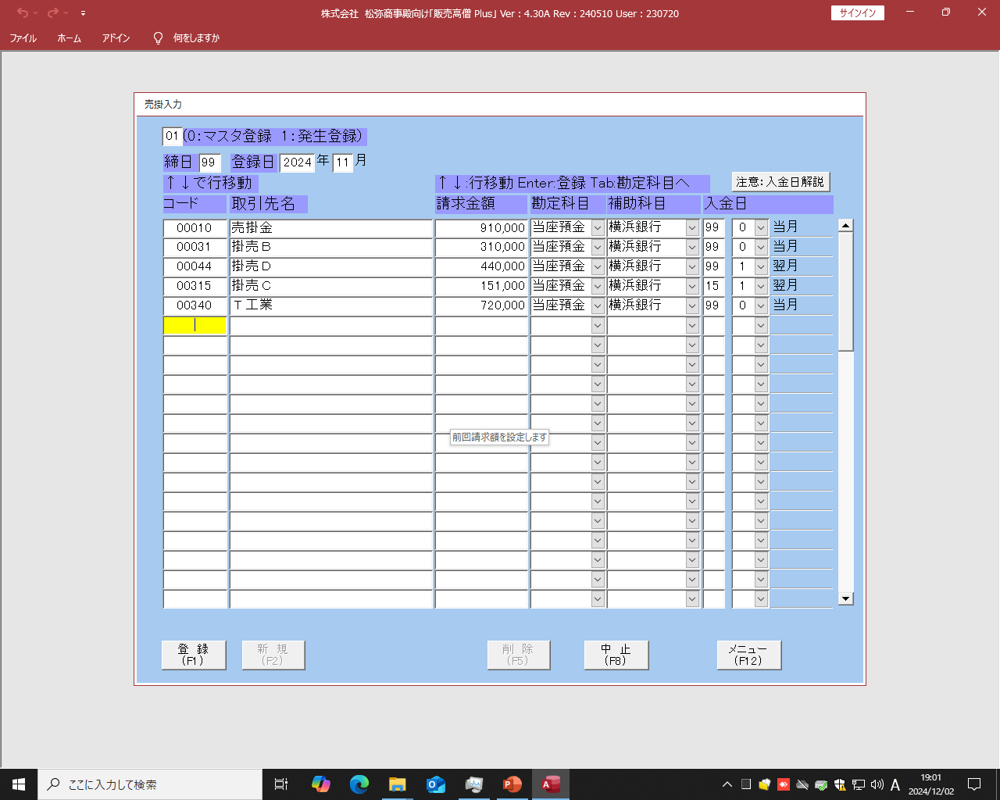 株式会社 松弥商事殿向け「販売高僧 Plus」 Ver : 4.30A Rev : 240510 User : 230720
サインイン
ファイル ホーム アドイン 何をしますか
売掛入力
01 (0:マスタ登録 1:発生登録)
締日 99 登録日 2024 年 11 月
↑↓で行移動 ↑↓:行移動 Enter:登録 Tab:勘定科目へ 注意:入金日解説
コード 取引先名 請求金額 勘定科目 補助科目 入金日
00010 売掛金 910,000 当座預金 横浜銀行 99 0 当月
00031 掛売B 310,000 当座預金 横浜銀行 99 0 当月
00044 掛売D 440,000 当座預金 横浜銀行 99 1 翌月
00315 掛売C 151,000 当座預金 横浜銀行 15 1 翌月
00340 T工業 720,000 当座預金 横浜銀行 99 0 当月
前回請求額を設定します
登 録 (F1)
新 規 (F2)
削 除 (F5)
中 止 (F8)
メニュー (F12)
ここに入力して検索
A
19:01
2024/12/02